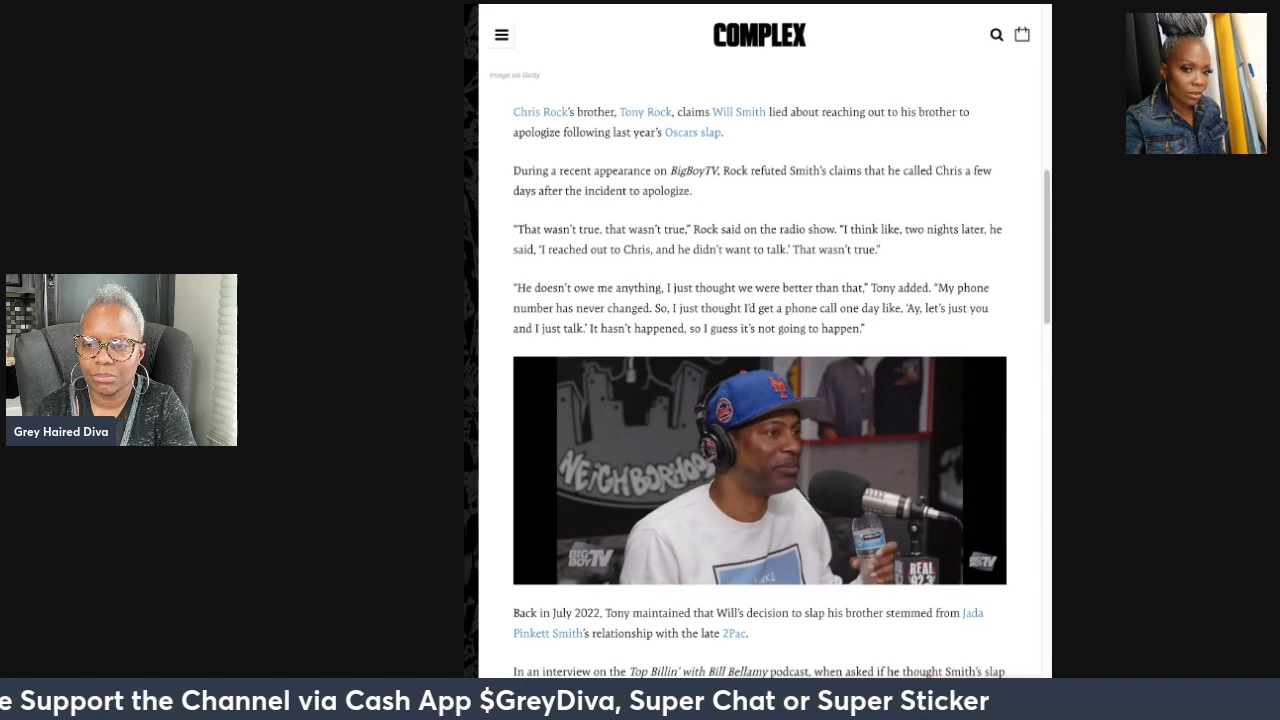 COMPLEX
Image via Getty
Chris Rock's brother, Tony Rock, claims Will Smith lied about reaching out to his brother to
apologize following last year's Oscars slap.
During a recent appearance on BigBoyTV, Rock refuted Smith's claims that he called Chris a few
days after the incident to apologize.
“That wasn't true, that wasn't true,” Rock said on the radio show. “I think like, two nights later, he
said, ‘I reached out to Chris, and he didn't want to talk.’ That wasn't true.”
“He doesn't owe me anything, I just thought we were better than that,” Tony added. “My phone
number has never changed. So, I just thought I'd get a phone call one day like, ‘Ay, let's just you
and I just talk.’ It hasn't happened, so I guess it's not going to happen.”
NEIGHBORHOOD
BIG
BOYTV
REAL
92.3
BIG
BOYTV
Grey Haired Diva
Back in July 2022, Tony maintained that Will's decision to slap his brother stemmed from Jada
Pinkett Smith's relationship with the late 2Pac.
In an interview on the Top Billin' with Bill Bellamy podcast, when asked if he thought Smith's slap
e Support the Channel via Cash App $GreyDiva, Super Chat or Super Sticker